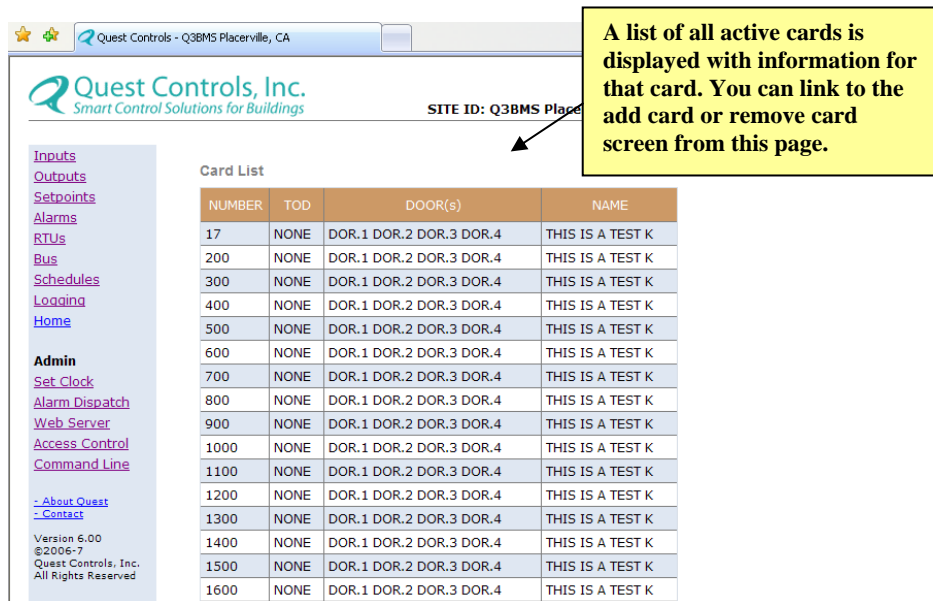 Quest Controls - Q3BMS Placerville, CA
A list of all active cards is
displayed with information for
that card. You can link to the
add card or remove card
screen from this page.
Quest Controls, Inc.
Smart Control Solutions for Buildings
SITE ID: Q3BMS Place
Inputs
Outputs
Setpoints
Alarms
RTUs
Bus
Schedules
Logging
Home
Admin
Set Clock
Alarm Dispatch
Web Server
Access Control
Command Line
- About Quest
- Contact
Version 6.00
©2006-7
Quest Controls, Inc.
All Rights Reserved
Card List
NUMBER TOD DOOR(s) NAME
17 NONE DOR.1 DOR.2 DOR.3 DOR.4 THIS IS A TEST K
200 NONE DOR.1 DOR.2 DOR.3 DOR.4 THIS IS A TEST K
300 NONE DOR.1 DOR.2 DOR.3 DOR.4 THIS IS A TEST K
400 NONE DOR.1 DOR.2 DOR.3 DOR.4 THIS IS A TEST K
500 NONE DOR.1 DOR.2 DOR.3 DOR.4 THIS IS A TEST K
600 NONE DOR.1 DOR.2 DOR.3 DOR.4 THIS IS A TEST K
700 NONE DOR.1 DOR.2 DOR.3 DOR.4 THIS IS A TEST K
800 NONE DOR.1 DOR.2 DOR.3 DOR.4 THIS IS A TEST K
900 NONE DOR.1 DOR.2 DOR.3 DOR.4 THIS IS A TEST K
1000 NONE DOR.1 DOR.2 DOR.3 DOR.4 THIS IS A TEST K
1100 NONE DOR.1 DOR.2 DOR.3 DOR.4 THIS IS A TEST K
1200 NONE DOR.1 DOR.2 DOR.3 DOR.4 THIS IS A TEST K
1300 NONE DOR.1 DOR.2 DOR.3 DOR.4 THIS IS A TEST K
1400 NONE DOR.1 DOR.2 DOR.3 DOR.4 THIS IS A TEST K
1500 NONE DOR.1 DOR.2 DOR.3 DOR.4 THIS IS A TEST K
1600 NONE DOR.1 DOR.2 DOR.3 DOR.4 THIS IS A TEST K